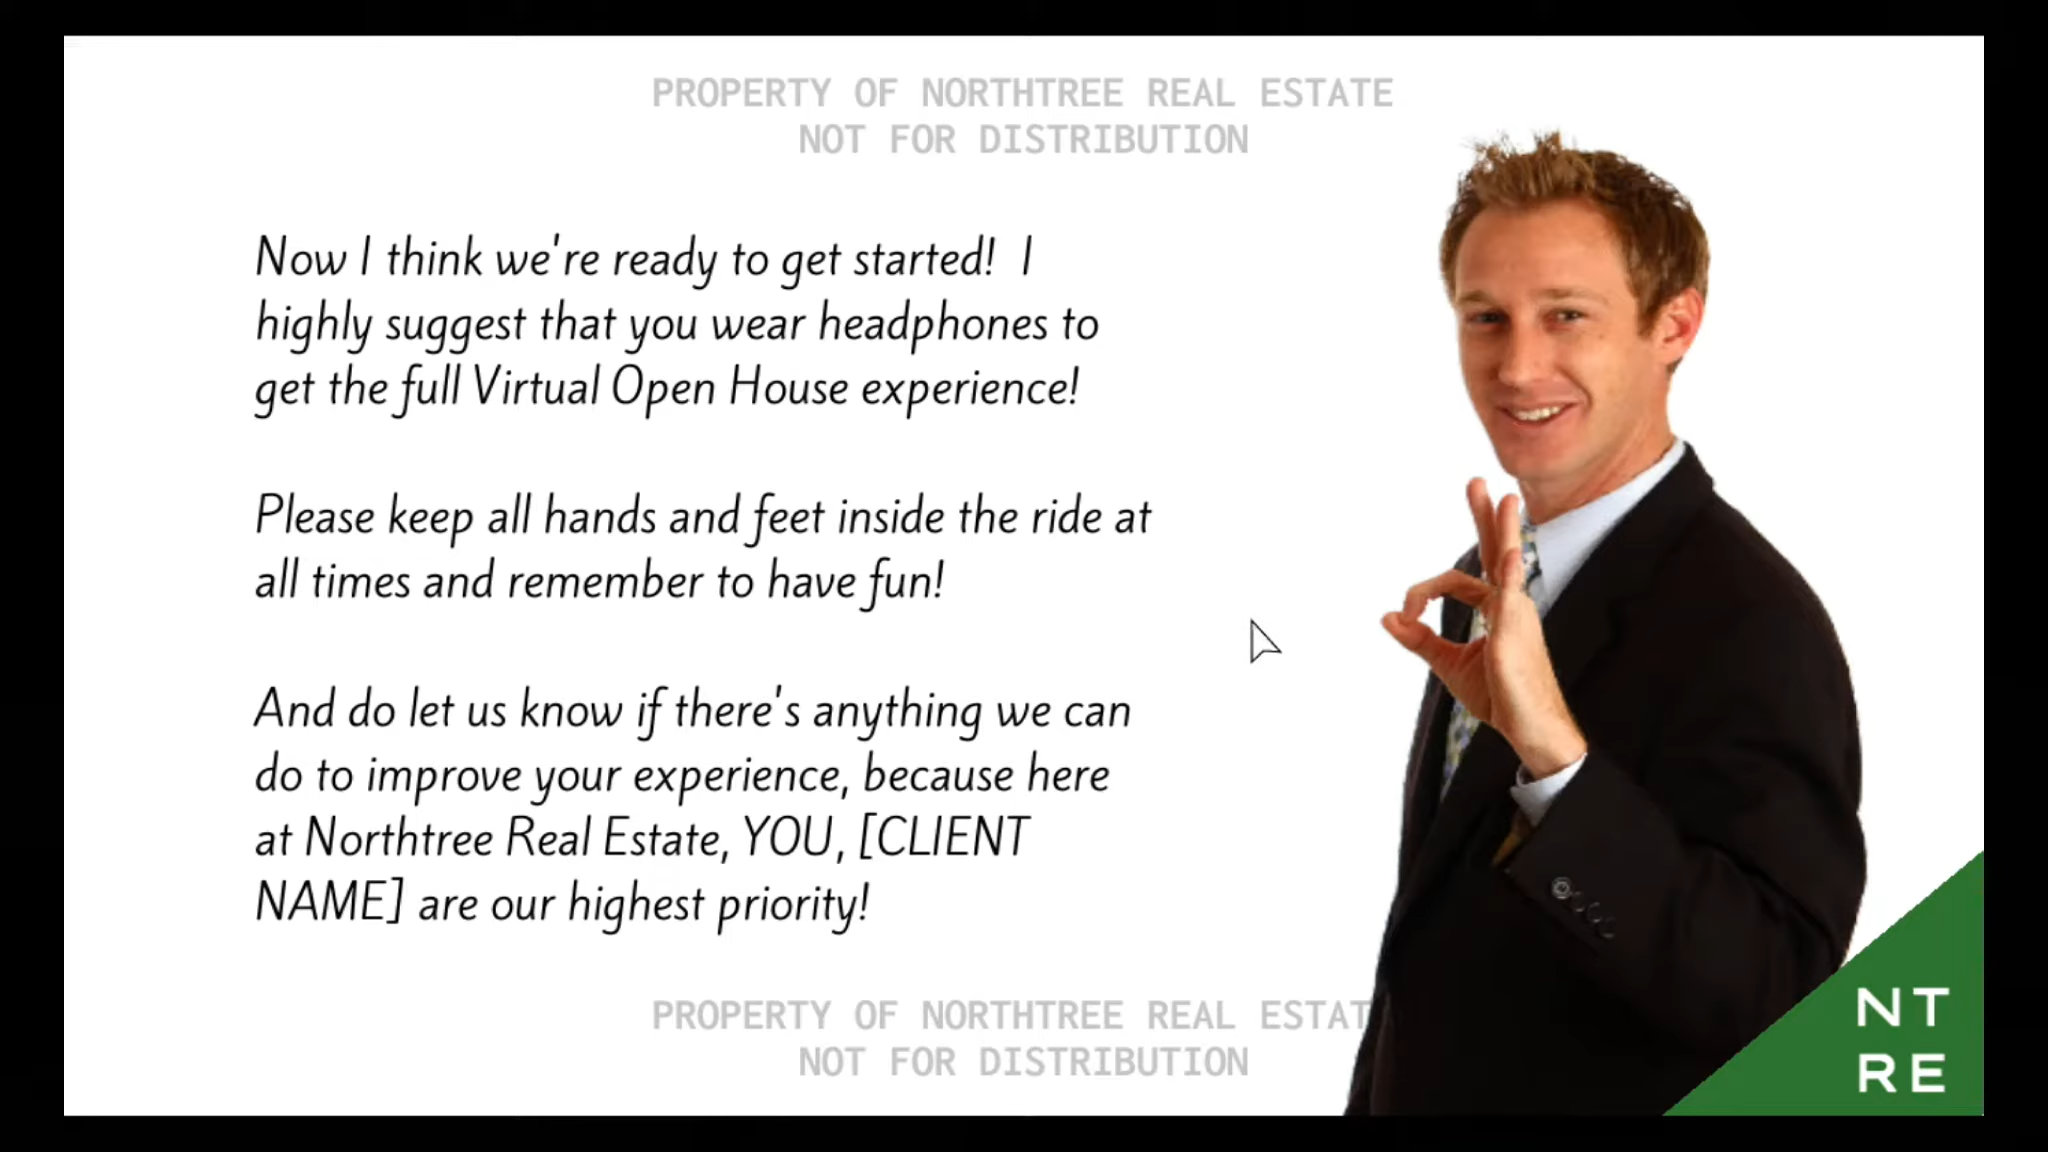 PROPERTY OF NORTHTREE REAL ESTATE
NOT FOR DISTRIBUTION
Now I think we're ready to get started!  I
highly suggest that you wear headphones to
get the full Virtual Open House experience!
Please keep all hands and feet inside the ride at
all times and remember to have fun!
And do let us know if there's anything we can
do to improve your experience, because here
at Northtree Real Estate, YOU, [CLIENT
NAME] are our highest priority!
PROPERTY OF NORTHTREE REAL ESTAT
NOT FOR DISTRIBUTION
NT
RE